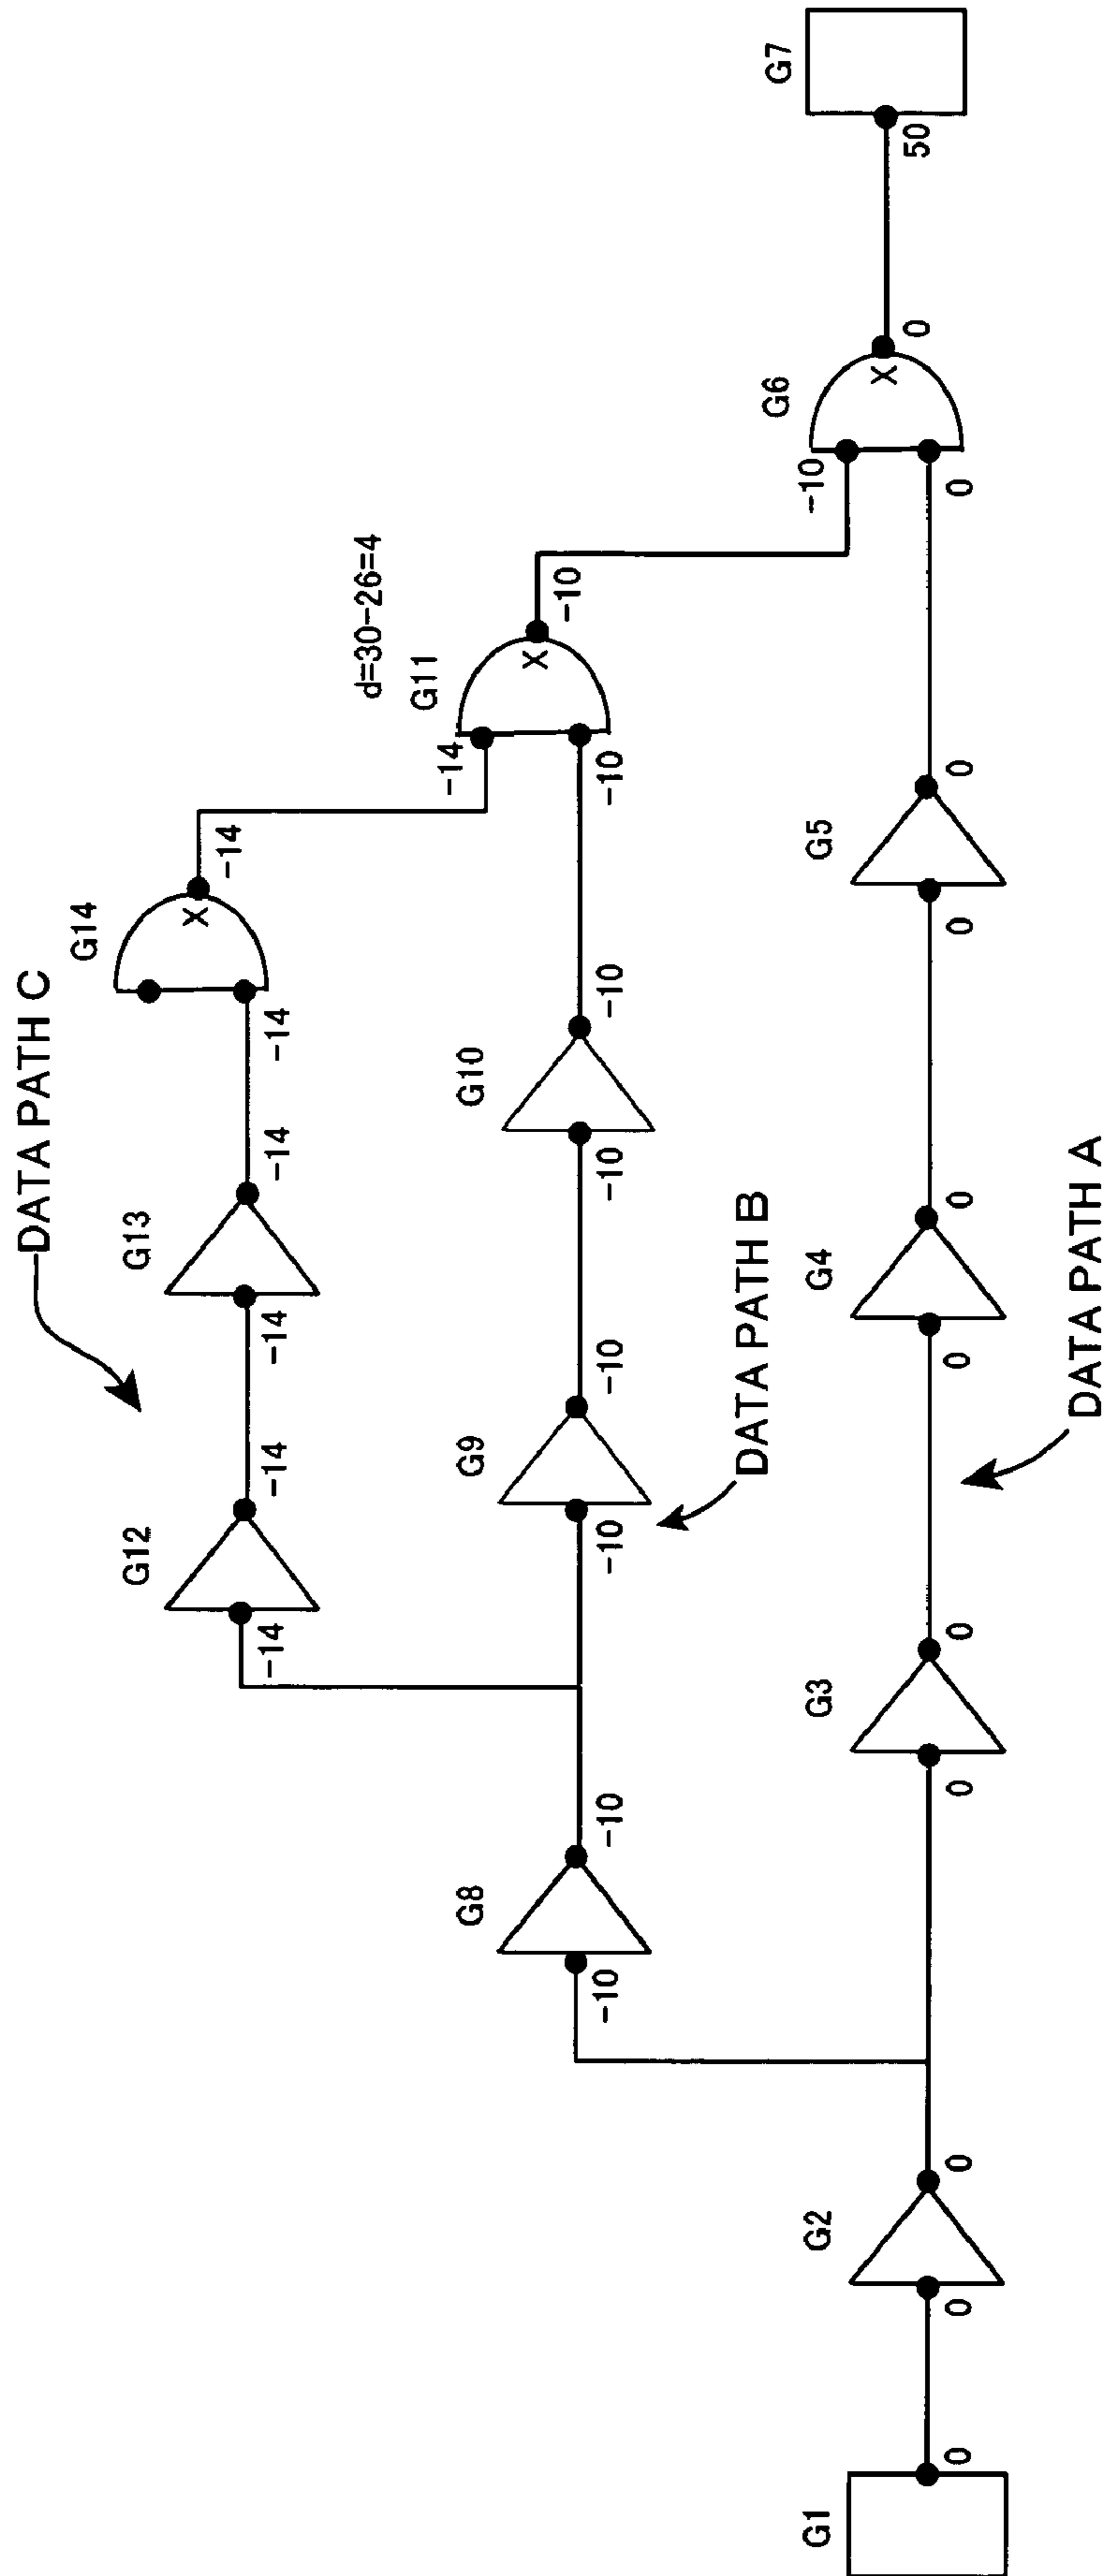 DATA PATH C
G14
G12 G13
X
-14
-14 -14 -14 -14 -14
d=30-26=4
G11
-14
G8 G9 G10
X
-10
-10 -10 -10 -10 -10 -10 -10
DATA PATH B
G6 G7
-10
G1 G2 G3 G4 G5
X
0 50
0 0 0 0 0 0 0 0 0 0
DATA PATH A